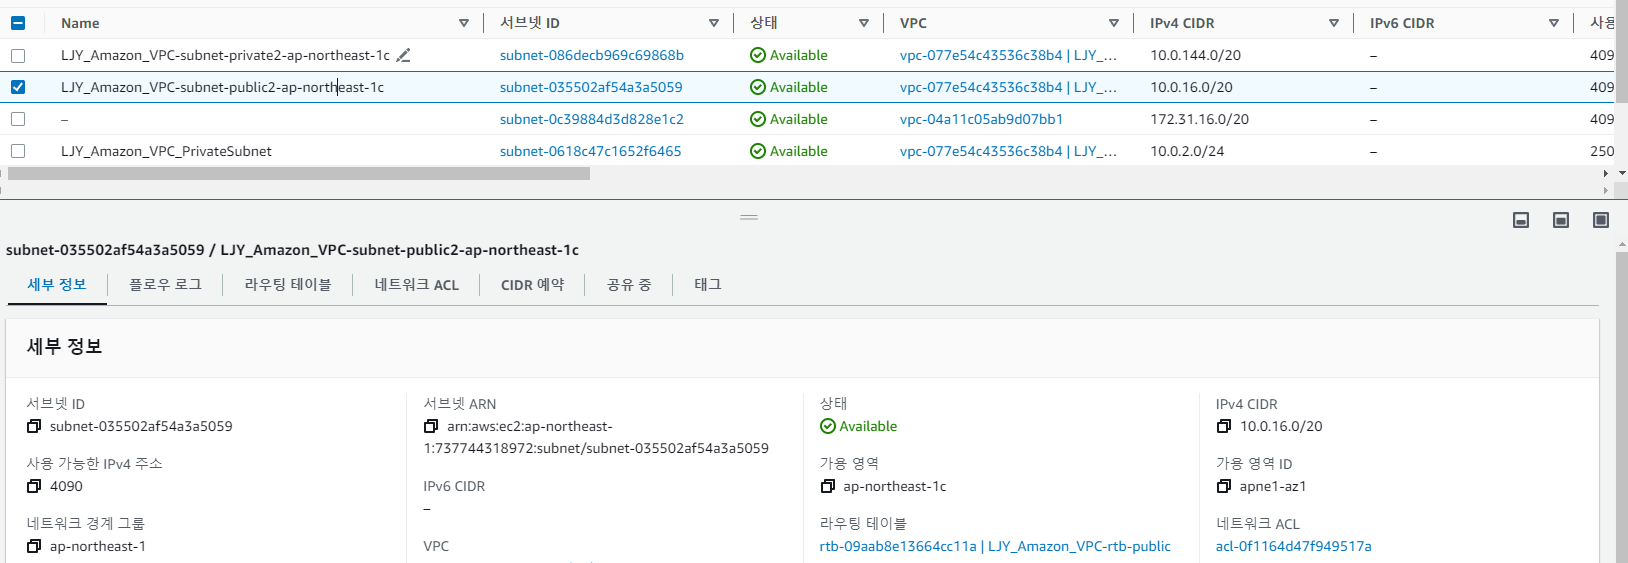 Name 서브넷 ID 상태 VPC IPv4 CIDR IPv6 CIDR 사용
LJY_Amazon_VPC-subnet-private2-ap-northeast-1c subnet-086decb969c69868b Available vpc-077e54c43536c38b4 | LJY_... 10.0.144.0/20 – 409
LJY_Amazon_VPC-subnet-public2-ap-northeast-1c subnet-035502af54a3a5059 Available vpc-077e54c43536c38b4 | LJY_... 10.0.16.0/20 – 409
– subnet-0c39884d3d828e1c2 Available vpc-04a11c05ab9d07bb1 172.31.16.0/20 – 409
LJY_Amazon_VPC_PrivateSubnet subnet-0618c47c1652f6465 Available vpc-077e54c43536c38b4 | LJY_... 10.0.2.0/24 – 250
subnet-035502af54a3a5059 / LJY_Amazon_VPC-subnet-public2-ap-northeast-1c
세부 정보 플로우 로그 라우팅 테이블 네트워크 ACL CIDR 예약 공유 중 태그
세부 정보
서브넷 ID
subnet-035502af54a3a5059
사용 가능한 IPv4 주소
4090
네트워크 경계 그룹
ap-northeast-1
서브넷 ARN
arn:aws:ec2:ap-northeast-
1:737744318972:subnet/subnet-035502af54a3a5059
IPv6 CIDR
–
VPC
상태
Available
가용 영역
ap-northeast-1c
라우팅 테이블
rtb-09aab8e13664cc11a | LJY_Amazon_VPC-rtb-public
IPv4 CIDR
10.0.16.0/20
가용 영역 ID
apne1-az1
네트워크 ACL
acl-0f1164d47f949517a